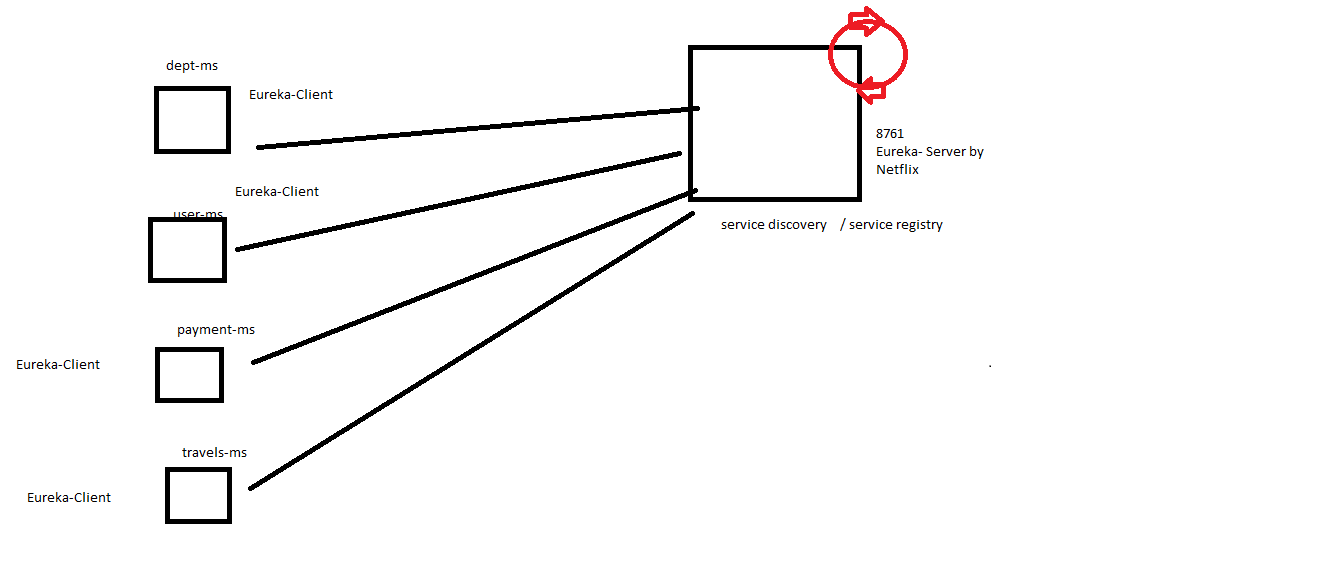 dept-ms
Eureka-Client
8761
Eureka- Server by
Netflix
Eureka-Client
user-ms
service discovery / service registry
payment-ms
Eureka-Client
travels-ms
Eureka-Client